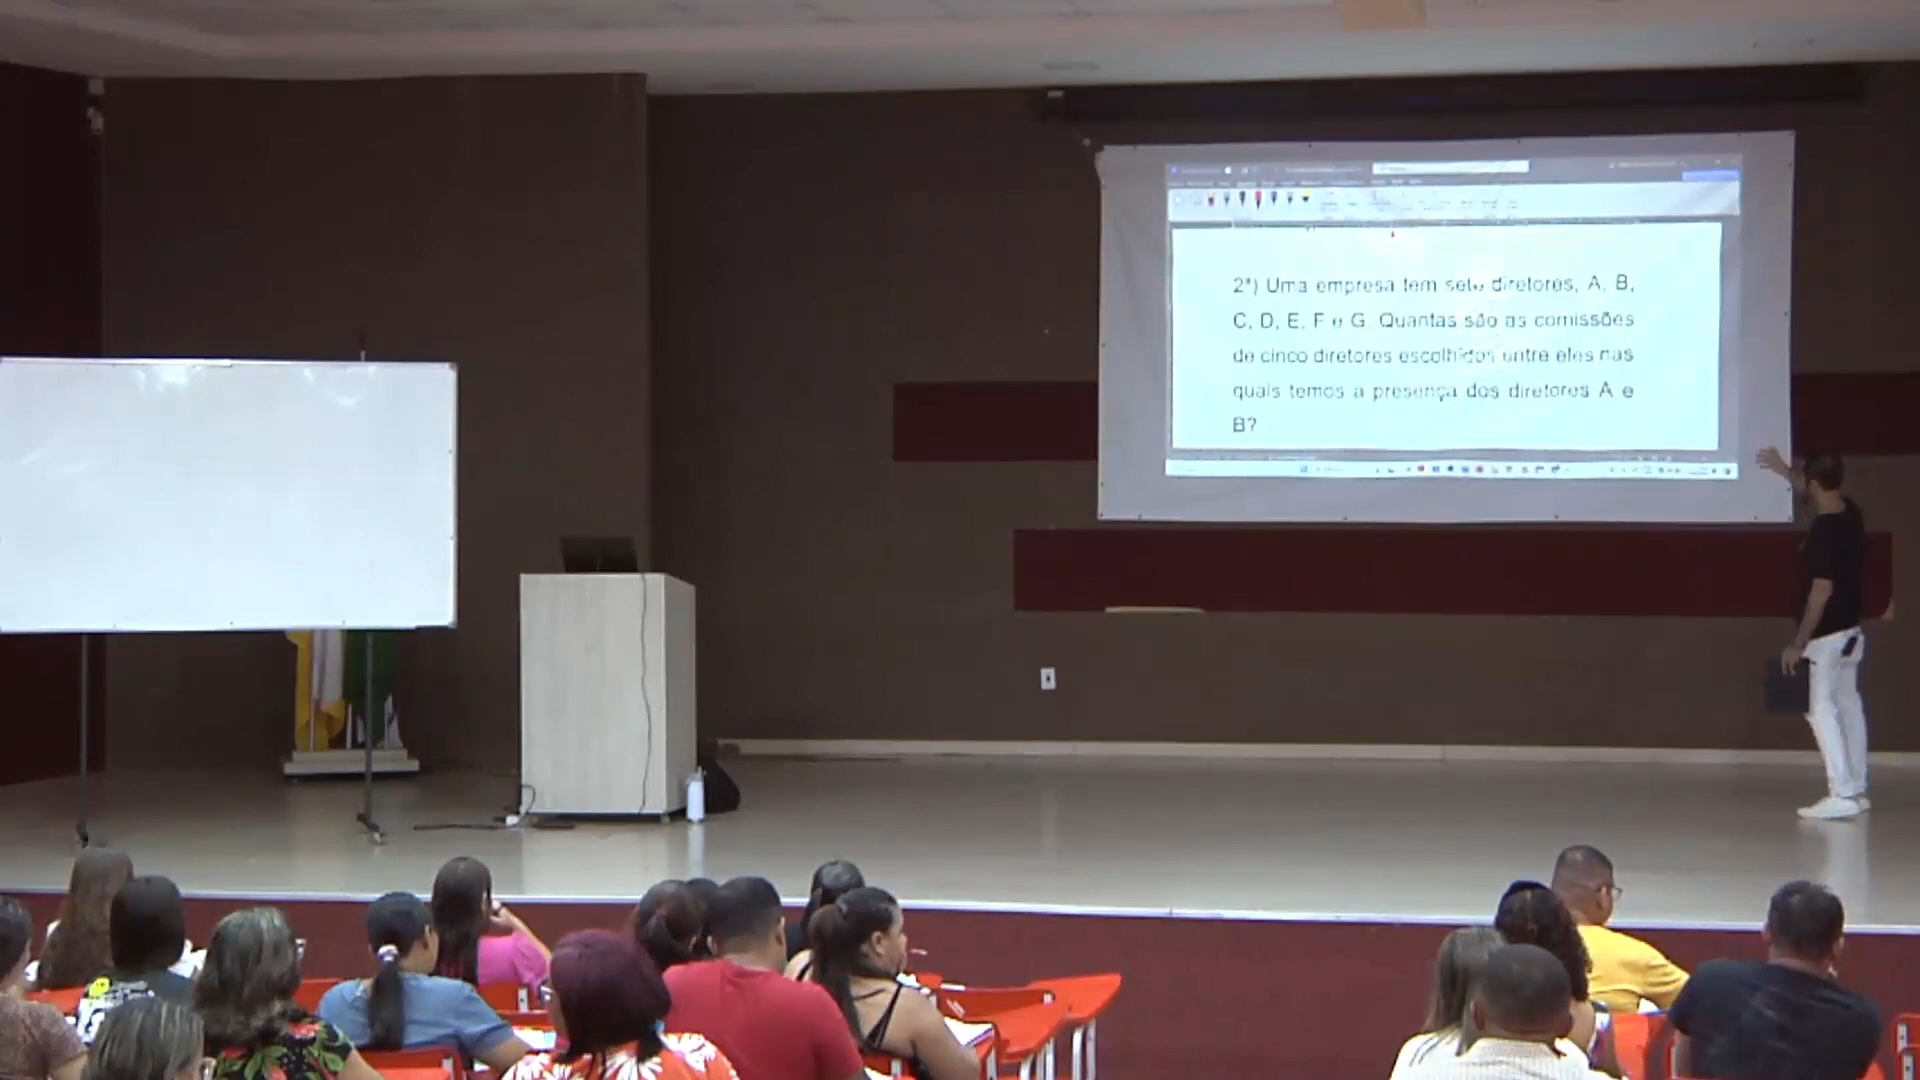 2ª) Uma empresa tem sete diretores, A, B,
C, D, E, F e G. Quantas são as comissões
de cinco diretores escolhidos entre eles nas
quais temos a presença dos diretores A e
B?